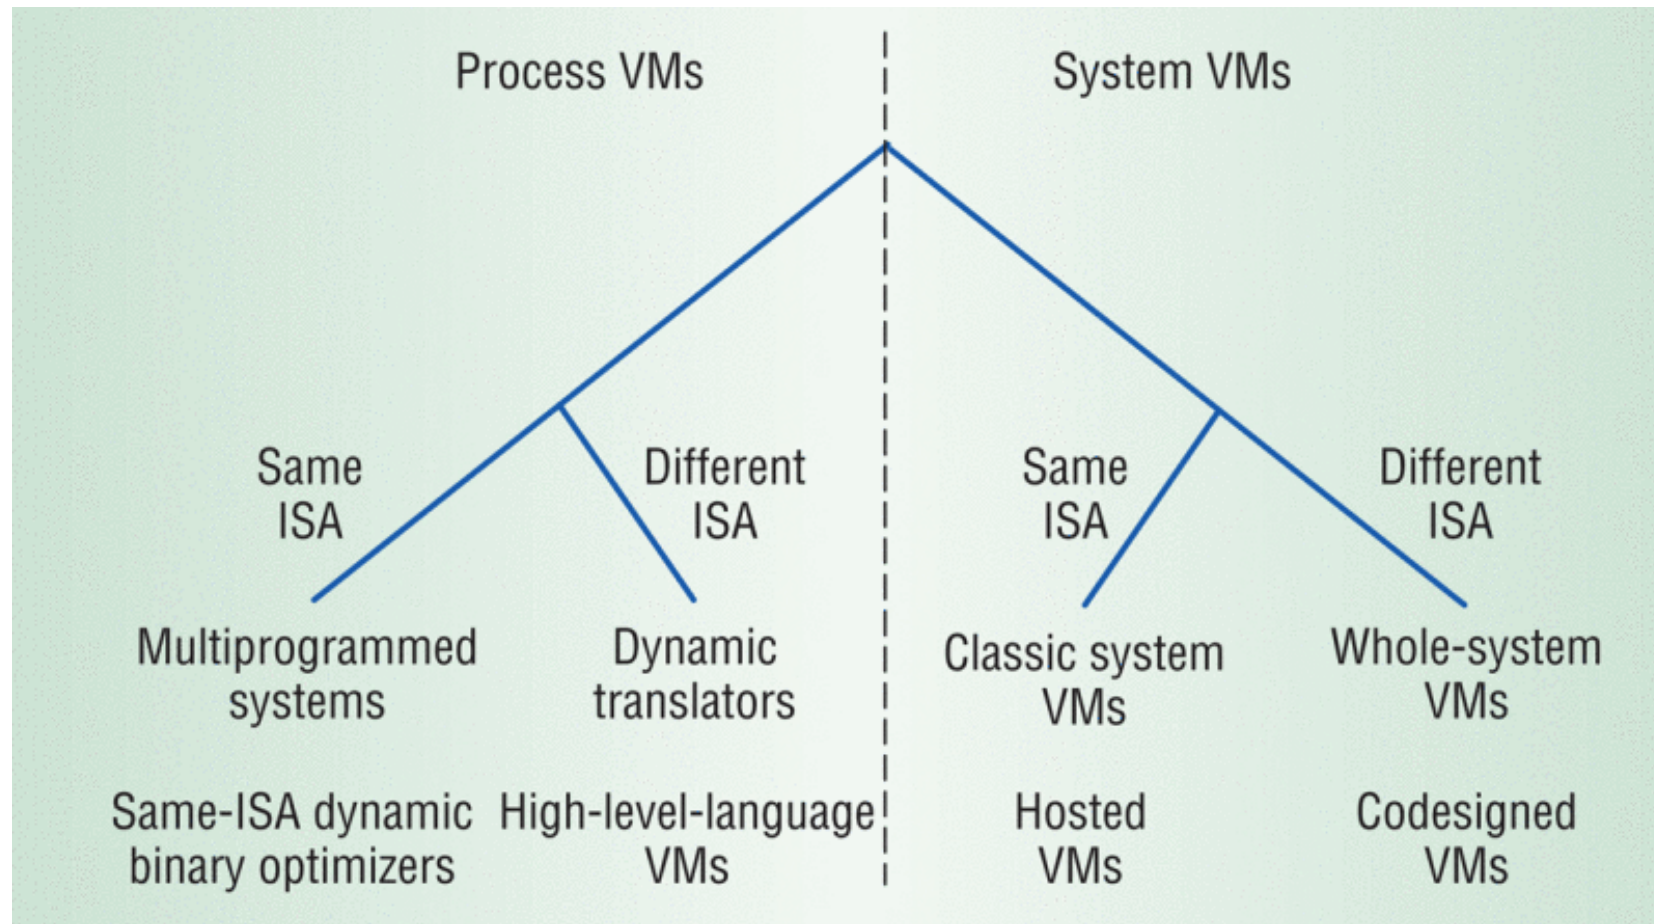 Process VMs
System VMs
Same
ISA
Different
ISA
Same
ISA
Different
ISA
Multiprogrammed
systems
Dynamic
translators
Classic system
VMs
Whole-system
VMs
Same-ISA dynamic
binary optimizers
High-level-language
VMs
Hosted
VMs
Codesigned
VMs